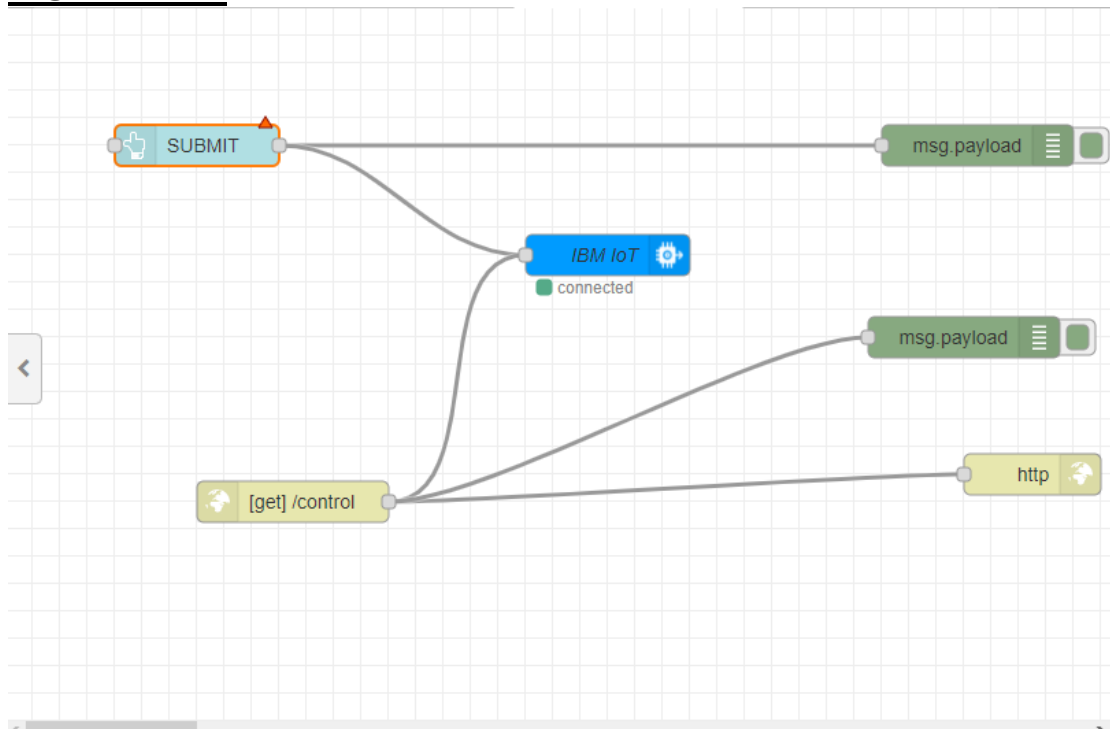 SUBMIT
msg.payload
IBM IoT
connected
msg.payload
http
[get] /control